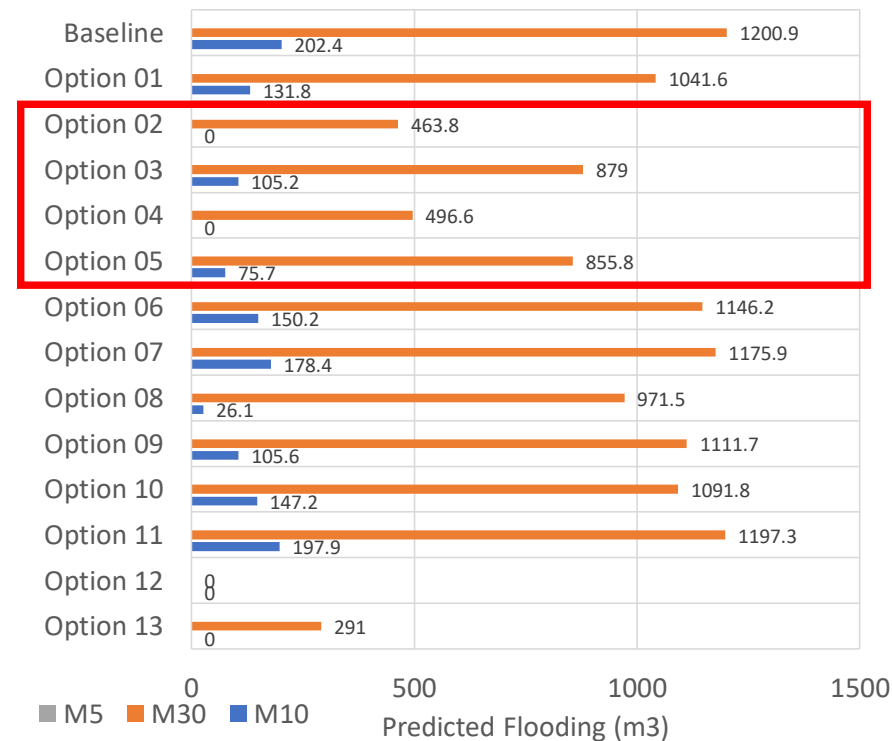 Baseline 1200.9
202.4
Option 01 1041.6
131.8
Option 02 463.8
0
Option 03 879
105.2
Option 04 496.6
0
Option 05 855.8
75.7
Option 06 1146.2
150.2
Option 07 1175.9
178.4
Option 08 971.5
26.1
Option 09 1111.7
105.6
Option 10 1091.8
147.2
Option 11 1197.3
197.9
Option 12 0
0
Option 13 291
0
0 500 1000 1500
M5 M30 M10
Predicted Flooding (m3)